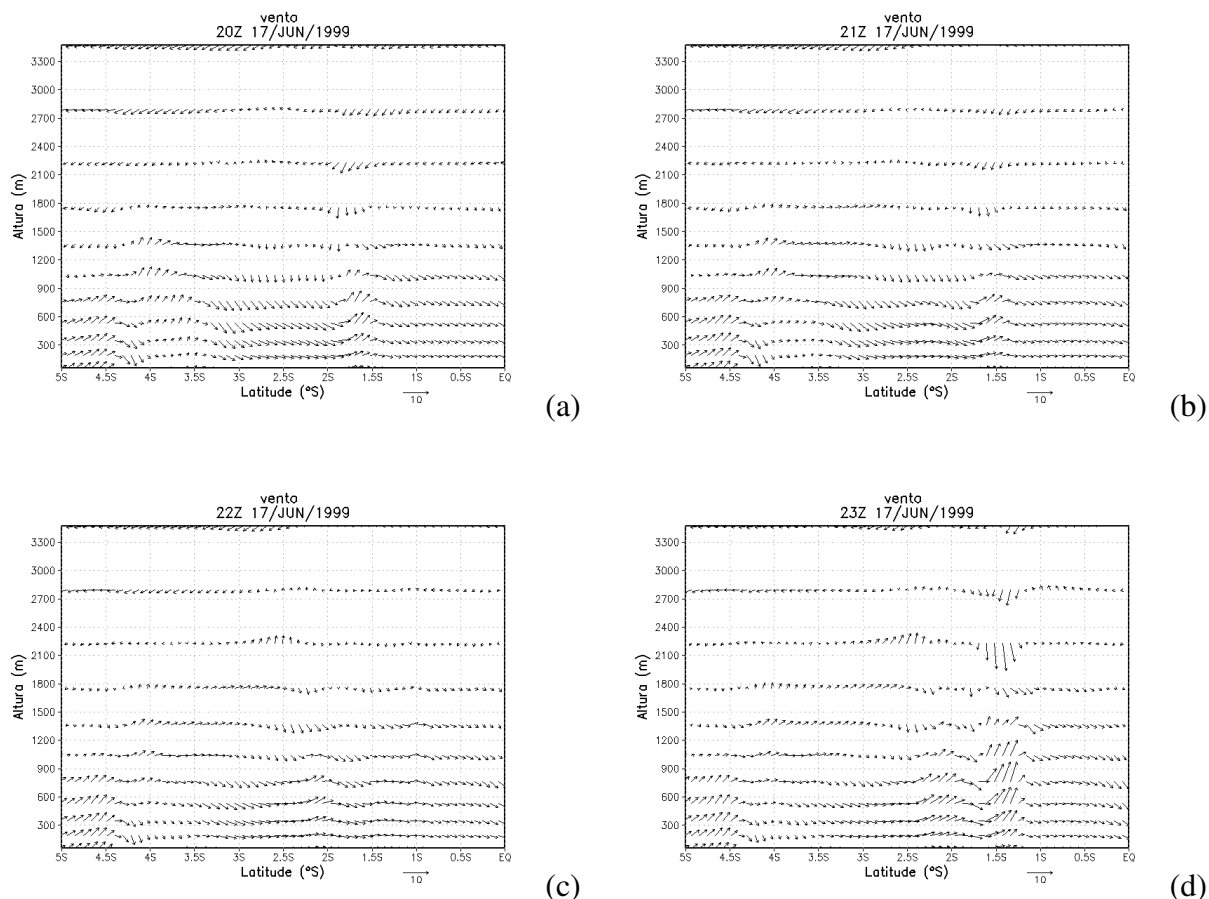 vento
20Z 17/JUN/1999
Altura (m)
3300
3000
2700
2400
2100
1800
1500
1200
900
600
300
5S 4.5S 4S 3.5S 3S 2.5S 2S 1.5S 1S 0.5S EQ
Latitude (ºS)
10
(a)
vento
21Z 17/JUN/1999
Altura (m)
3300
3000
2700
2400
2100
1800
1500
1200
900
600
300
5S 4.5S 4S 3.5S 3S 2.5S 2S 1.5S 1S 0.5S EQ
Latitude (ºS)
10
(b)
vento
22Z 17/JUN/1999
Altura (m)
3300
3000
2700
2400
2100
1800
1500
1200
900
600
300
5S 4.5S 4S 3.5S 3S 2.5S 2S 1.5S 1S 0.5S EQ
Latitude (ºS)
10
(c)
vento
23Z 17/JUN/1999
Altura (m)
3300
3000
2700
2400
2100
1800
1500
1200
900
600
300
5S 4.5S 4S 3.5S 3S 2.5S 2S 1.5S 1S 0.5S EQ
Latitude (ºS)
10
(d)